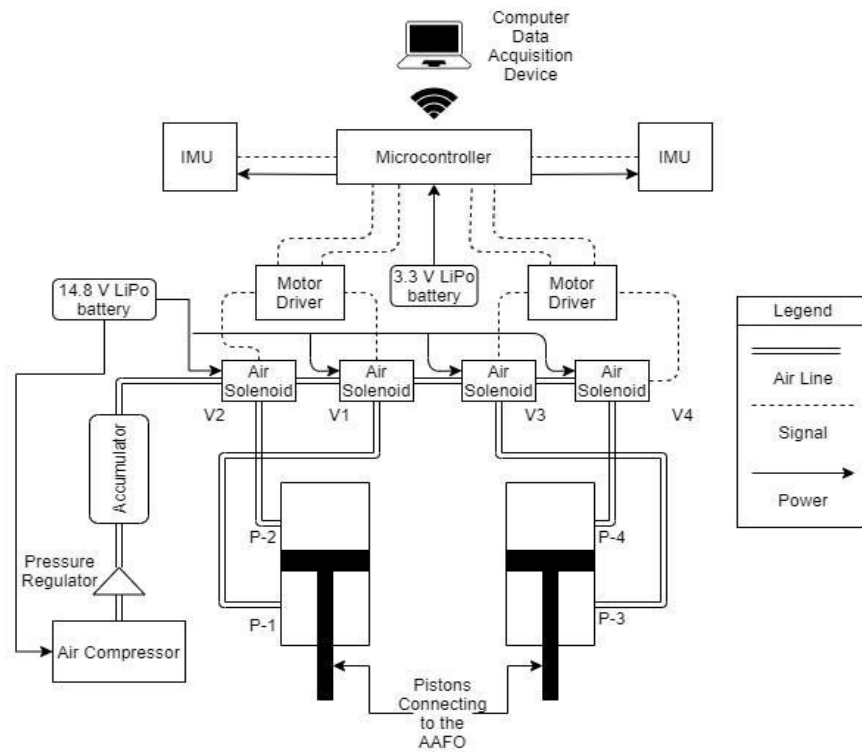 Computer
Data
Acquisition
Device
IMU
Microcontroller
IMU
14.8 V LiPo
battery
Motor
Driver
3.3 V LiPo
battery
Motor
Driver
Legend
Air Line
Signal
Power
Air
Solenoid
Air
Solenoid
Air
Solenoid
Air
Solenoid
V2
V1
V3
V4
Accumulator
P-2
P-4
Pressure
Regulator
P-1
P-3
Air Compressor
Pistons
Connecting
to the
AAFO